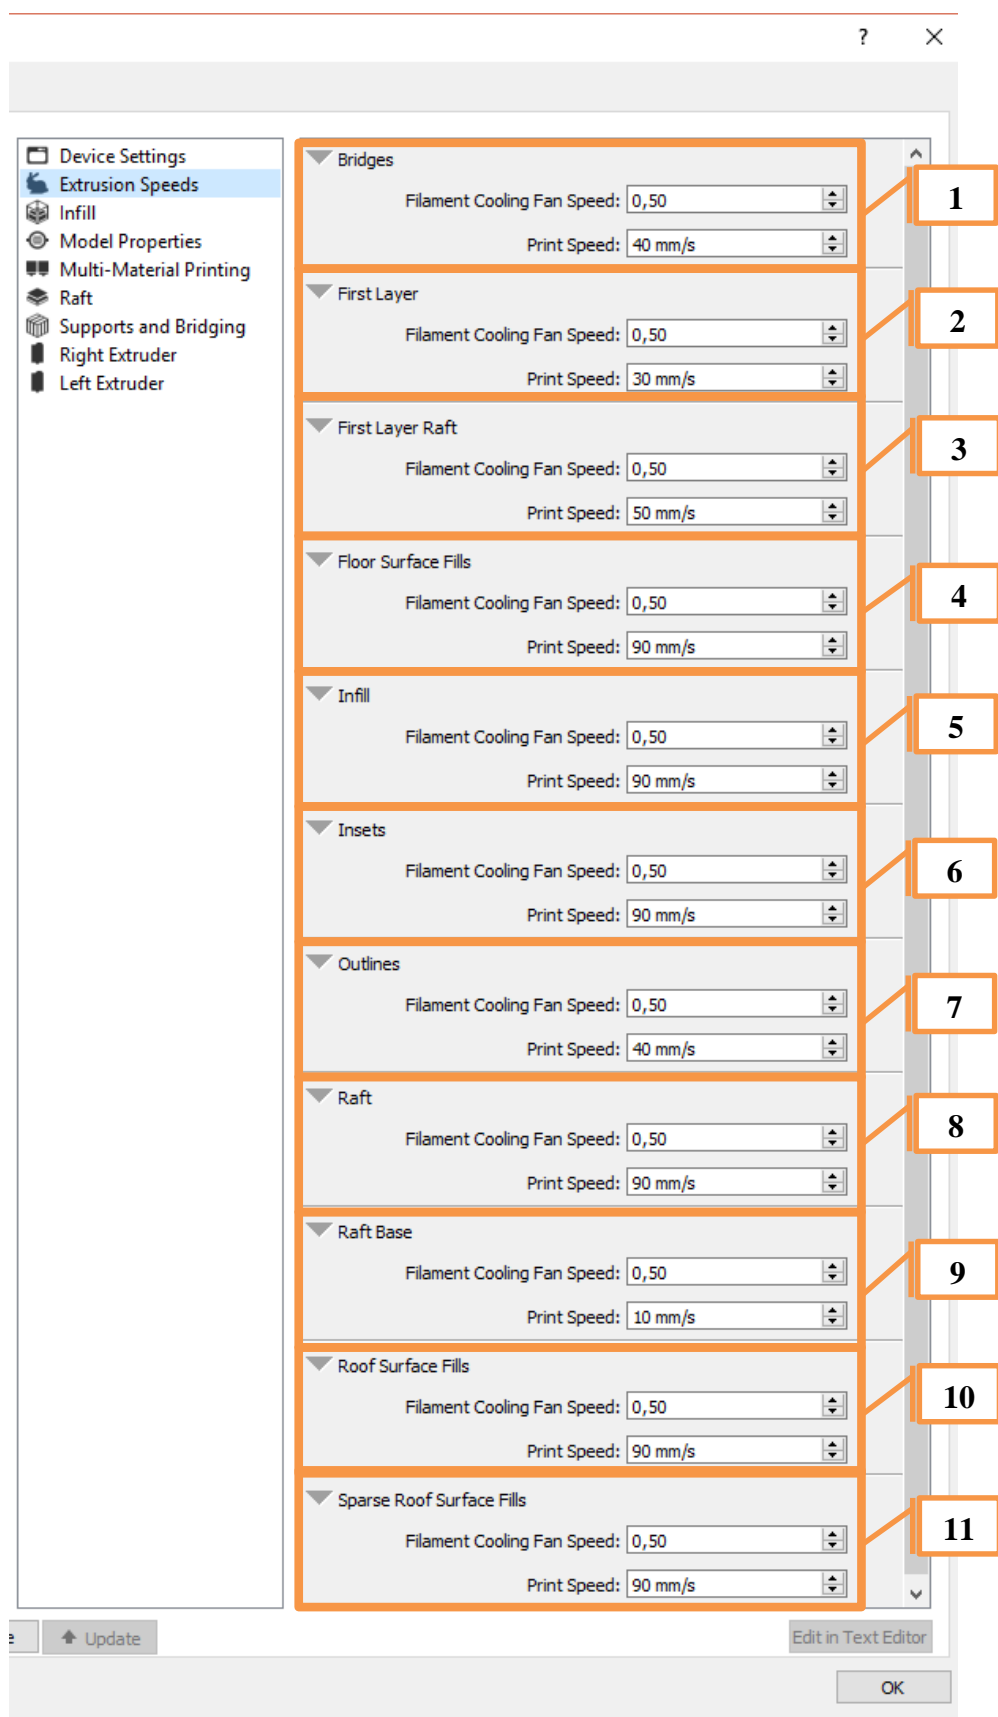 ?
Device Settings
Extrusion Speeds
Infill
Model Properties
Multi-Material Printing
Raft
Supports and Bridging
Right Extruder
Left Extruder
Bridges
Filament Cooling Fan Speed: 0,50
Print Speed: 40 mm/s
1
First Layer
Filament Cooling Fan Speed: 0,50
Print Speed: 30 mm/s
2
First Layer Raft
Filament Cooling Fan Speed: 0,50
Print Speed: 50 mm/s
3
Floor Surface Fills
Filament Cooling Fan Speed: 0,50
Print Speed: 90 mm/s
4
Infill
Filament Cooling Fan Speed: 0,50
Print Speed: 90 mm/s
5
Insets
Filament Cooling Fan Speed: 0,50
Print Speed: 90 mm/s
6
Outlines
Filament Cooling Fan Speed: 0,50
Print Speed: 40 mm/s
7
Raft
Filament Cooling Fan Speed: 0,50
Print Speed: 90 mm/s
8
Raft Base
Filament Cooling Fan Speed: 0,50
Print Speed: 10 mm/s
9
Roof Surface Fills
Filament Cooling Fan Speed: 0,50
Print Speed: 90 mm/s
10
Sparse Roof Surface Fills
Filament Cooling Fan Speed: 0,50
Print Speed: 90 mm/s
11
Update
Edit in Text Editor
OK